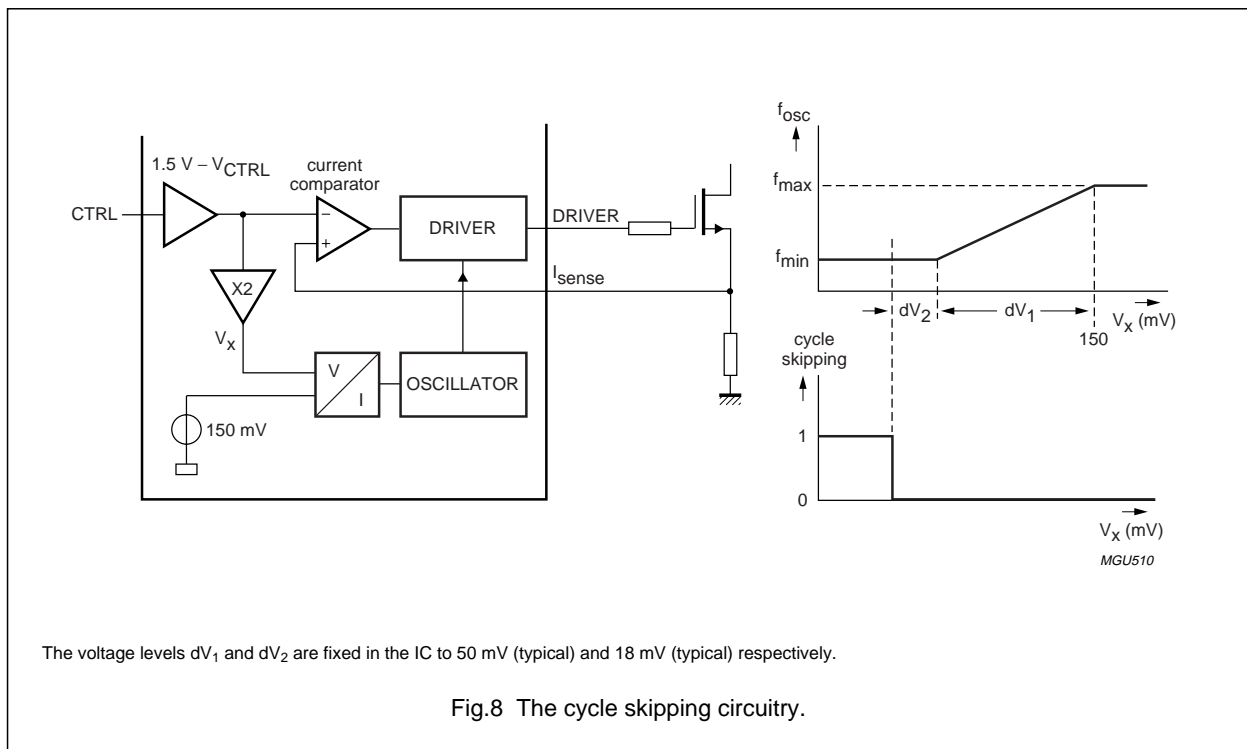 1.5 V – VCTRL
current
comparator
CTRL
–
+
DRIVER
DRIVER
Isense
X2
Vx
V
I
OSCILLATOR
150 mV
fosc
fmax
fmin
dV2
dV1
Vx (mV)
150
cycle
skipping
1
0
Vx (mV)
MGU510
The voltage levels dV1 and dV2 are fixed in the IC to 50 mV (typical) and 18 mV (typical) respectively.
Fig.8 The cycle skipping circuitry.